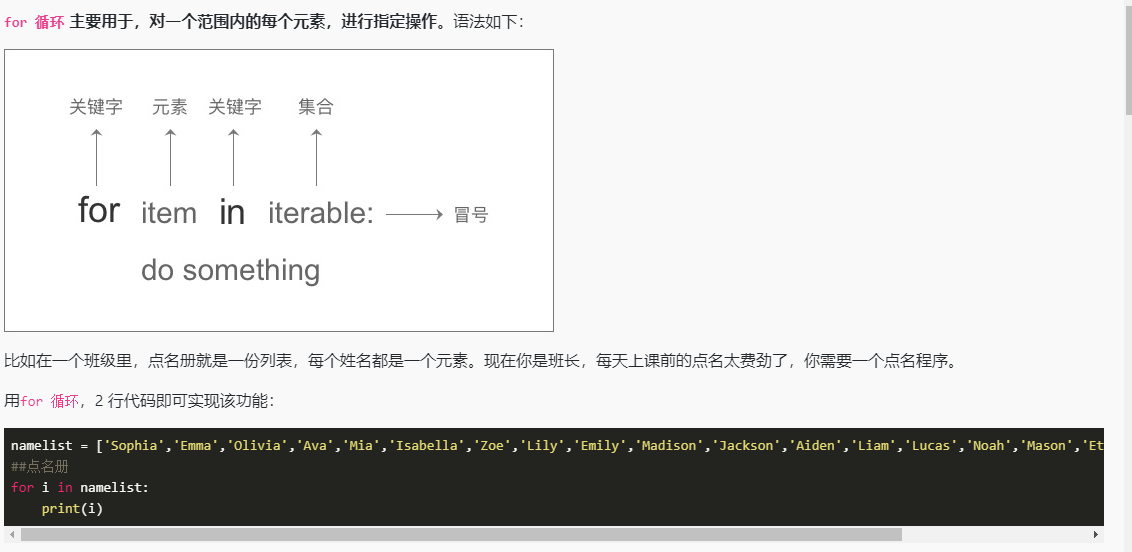 for 循环 主要用于，对一个范围内的每个元素，进行指定操作。语法如下：
关键字 元素 关键字 集合
for item in iterable: 冒号
do something
比如在一个班级里，点名册就是一份列表，每个姓名都是一个元素。现在你是班长，每天上课前的点名太费劲了，你需要一个点名程序。
用for 循环，2 行代码即可实现该功能：
namelist = ['Sophia','Emma','Olivia','Ava','Mia','Isabella','Zoe','Lily','Emily','Madison','Jackson','Aiden','Liam','Lucas','Noah','Mason','Et
##点名册
for i in namelist:
    print(i)